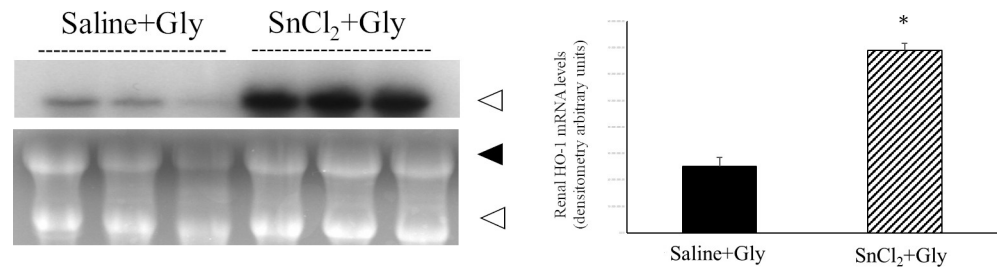 Saline+Gly
SnCl₂+Gly
Renal HO-1 mRNA levels
(densitometry arbitrary units)
*
Saline+Gly
SnCl₂+Gly